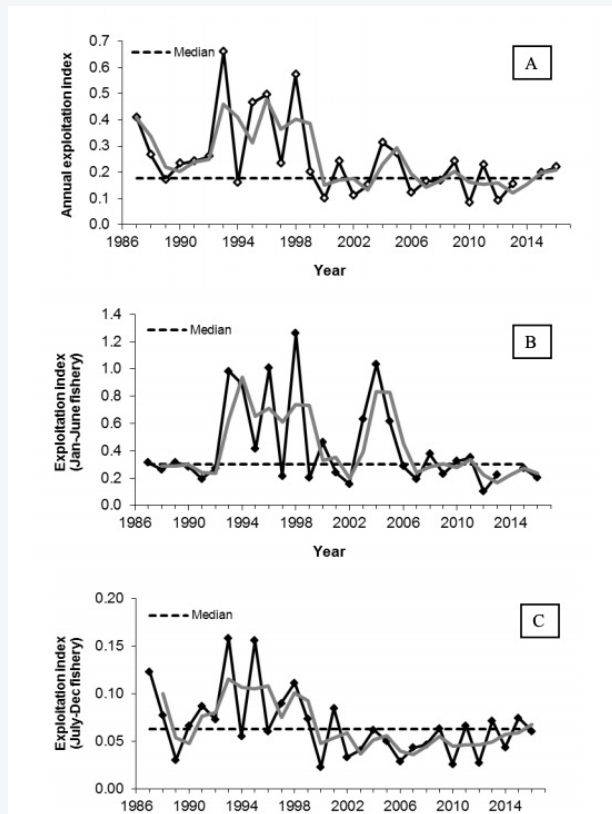 0.7
0.6
0.5
0.4
0.3
0.2
0.1
0.0
Annual exploitation index
Median
A
1986 1990 1994 1998 2002 2006 2010 2014
Year
1.4
1.2
1.0
0.8
0.6
0.4
0.2
0.0
Exploitation index
(Jan-June fishery)
Median
B
1986 1990 1994 1998 2002 2006 2010 2014
Year
0.20
0.15
0.10
0.05
0.00
Exploitation index
(July-Dec fishery)
Median
C
1986 1990 1994 1998 2002 2006 2010 2014